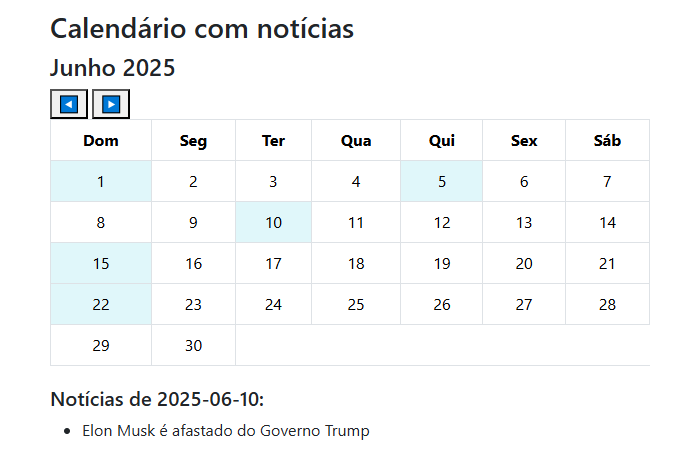 Calendário com notícias
Junho 2025
Dom Seg Ter Qua Qui Sex Sáb
1 2 3 4 5 6 7
8 9 10 11 12 13 14
15 16 17 18 19 20 21
22 23 24 25 26 27 28
29 30
Notícias de 2025-06-10:
Elon Musk é afastado do Governo Trump